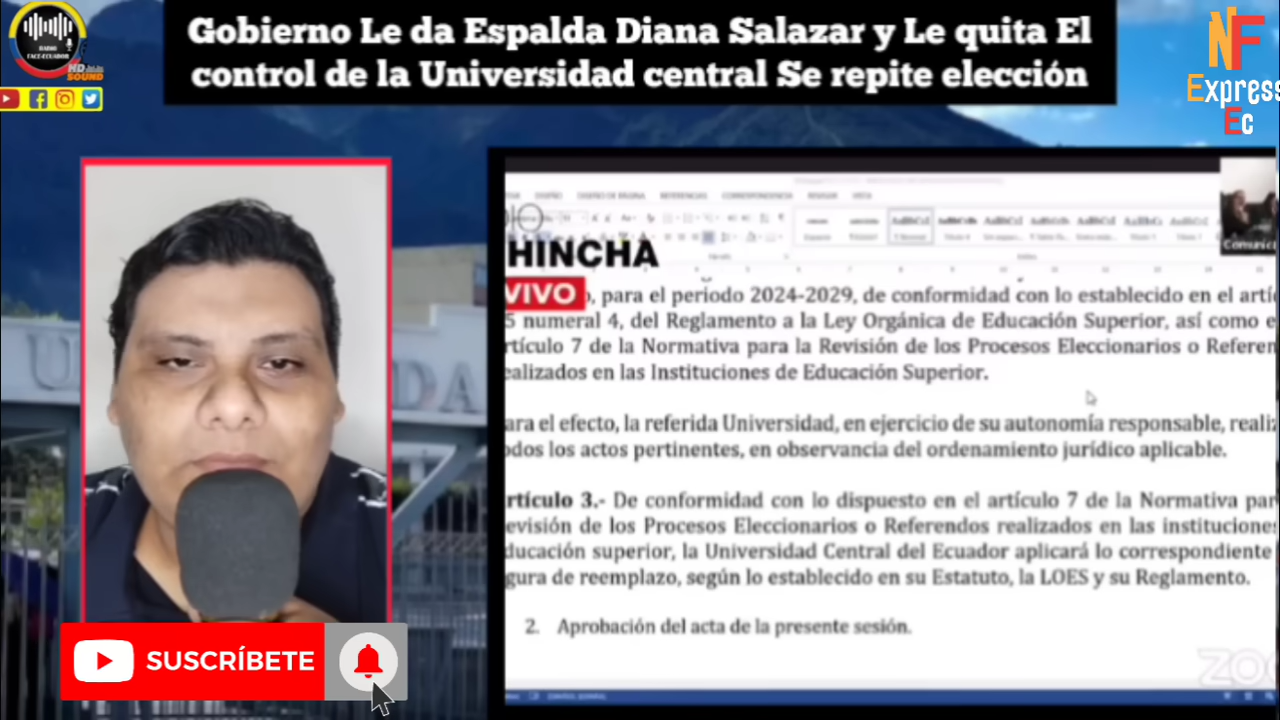 Gobierno Le da Espalda Diana Salazar y Le quita El
control de la Universidad central Se repite elección
RADIO
FACE-ECUADOR
HD
SOUND
NF
Express
Ec
HINCHA
VIVO
, para el periodo 2024-2029, de conformidad con lo establecido en el artí
5 numeral 4, del Reglamento a la Ley Orgánica de Educación Superior, así como e
rtículo 7 de la Normativa para la Revisión de los Procesos Eleccionarios o Referen
ealizados en las Instituciones de Educación Superior.
ara el efecto, la referida Universidad, en ejercicio de su autonomía responsable, realiz
odos los actos pertinentes, en observancia del ordenamiento jurídico aplicable.
rtículo 3.- De conformidad con lo dispuesto en el artículo 7 de la Normativa par
evisión de los Procesos Eleccionarios o Referendos realizados en las instituciones
ducación superior, la Universidad Central del Ecuador aplicará lo correspondiente
gura de reemplazo, según lo establecido en su Estatuto, la LOES y su Reglamento.
2. Aprobación del acta de la presente sesión.
Comunica
ZOO
SUSCRÍBETE